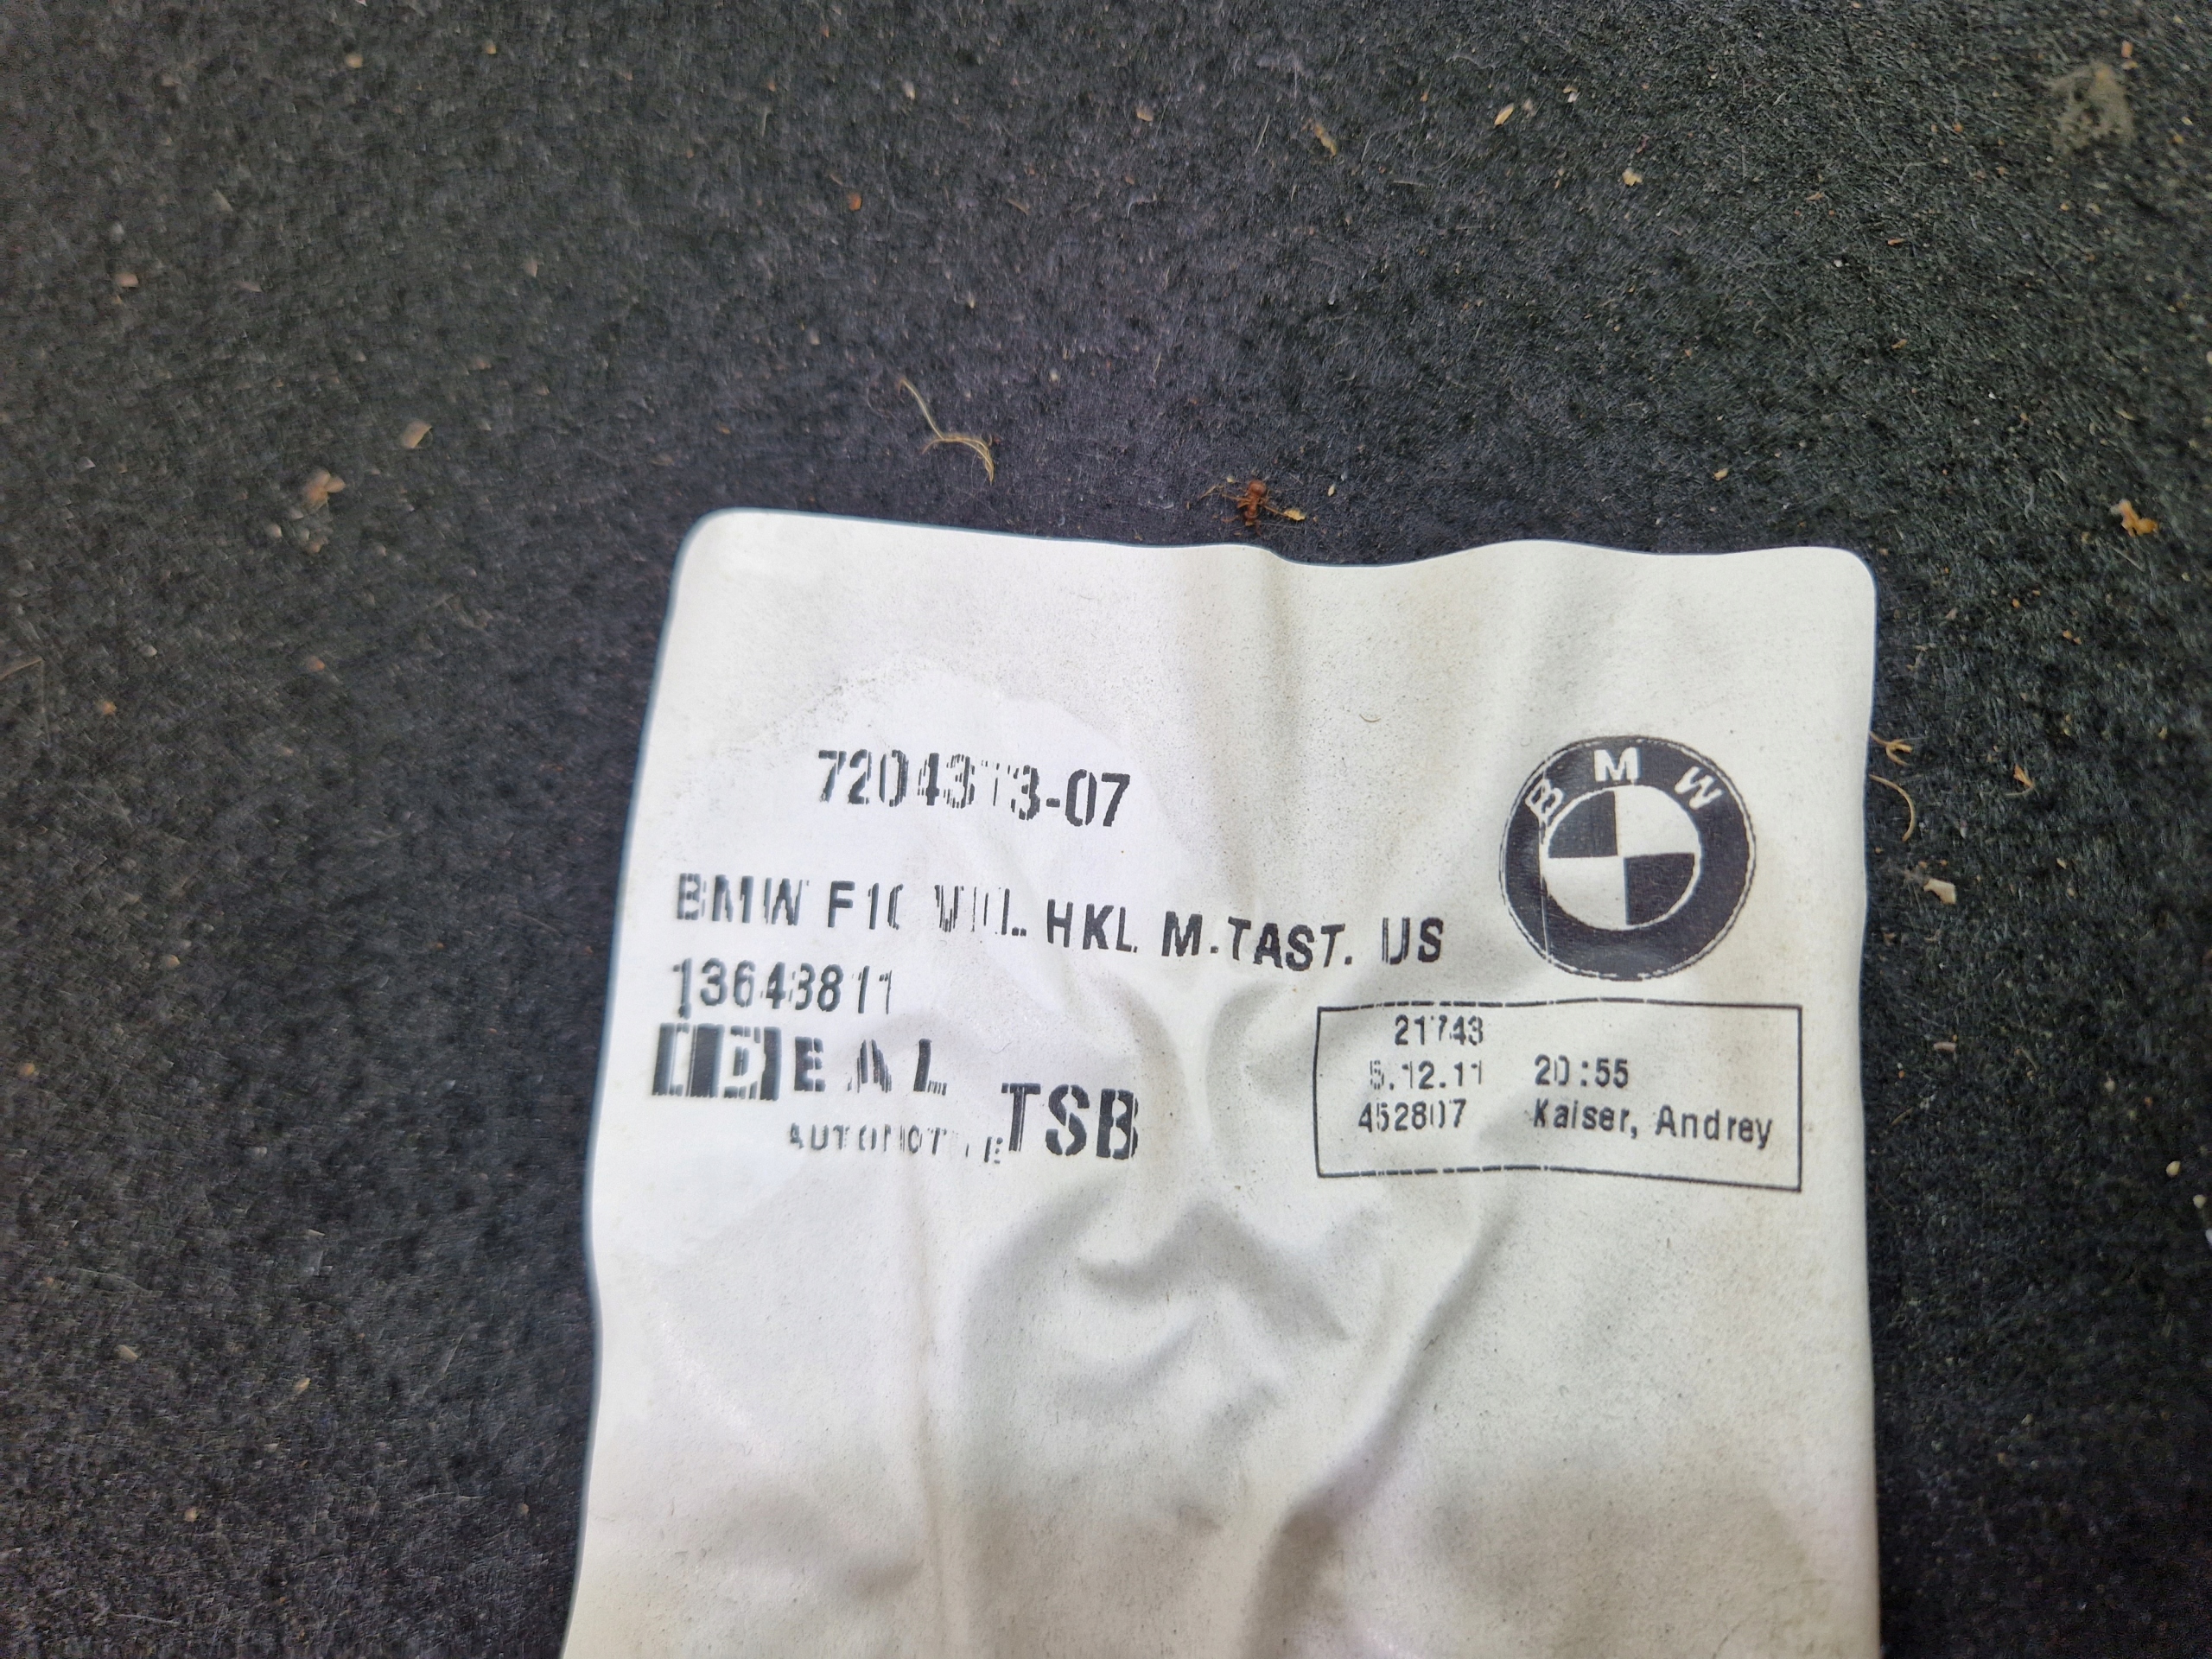 7204373-07
BMW
BMW F10 HKL M.TAST. US
13643811
IDEAL
AUTOMOTIVE TSB
21743
5.12.11 20:55
452807 Kaiser, Andrey